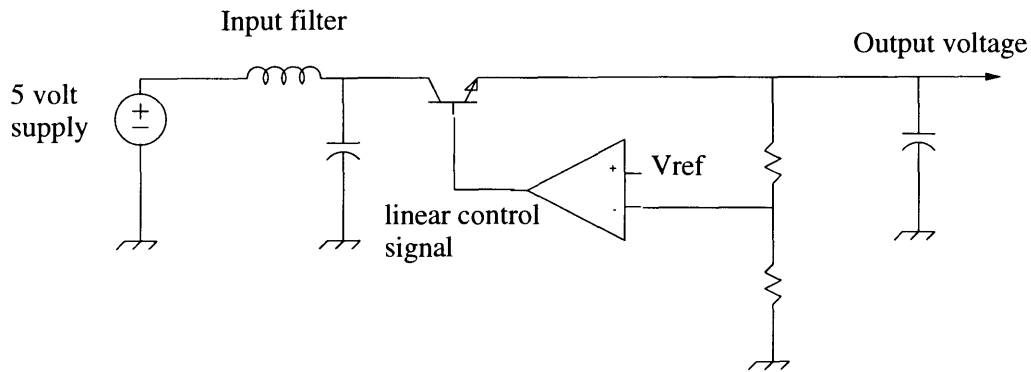 Input filter
Output voltage
5 volt
supply
+
−
+
Vref
-
linear control
signal